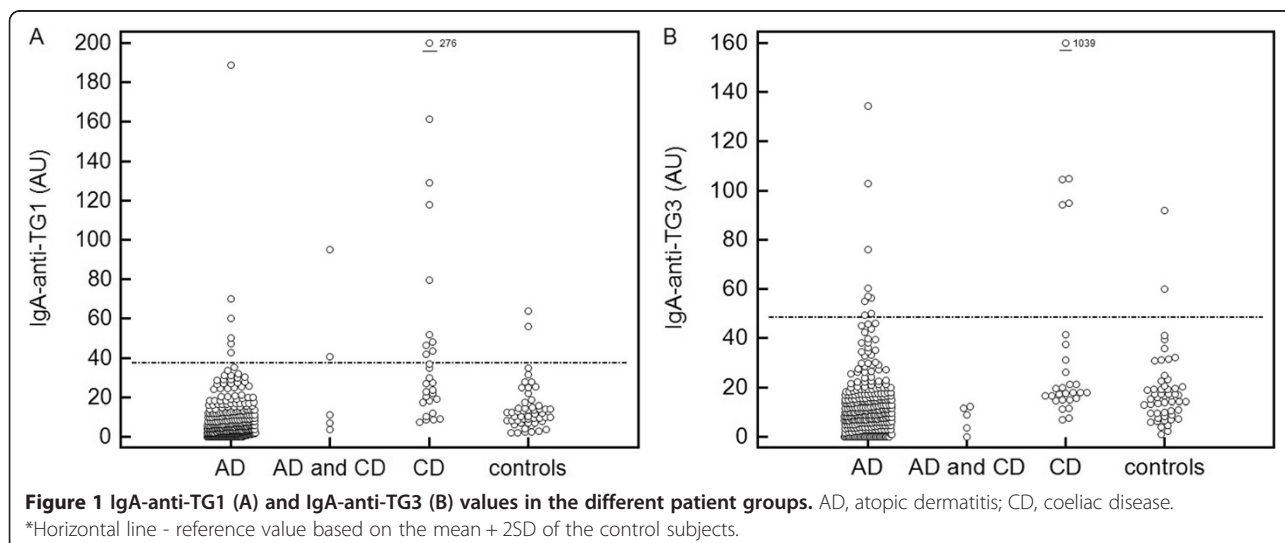 A
IgA-anti-TG1 (AU)
200
180
160
140
120
100
80
60
40
20
0
276
AD
AD and CD
CD
controls
B
IgA-anti-TG3 (AU)
160
140
120
100
80
60
40
20
0
1039
AD
AD and CD
CD
controls
Figure 1 IgA-anti-TG1 (A) and IgA-anti-TG3 (B) values in the different patient groups. AD, atopic dermatitis; CD, coeliac disease.
*Horizontal line - reference value based on the mean + 2SD of the control subjects.